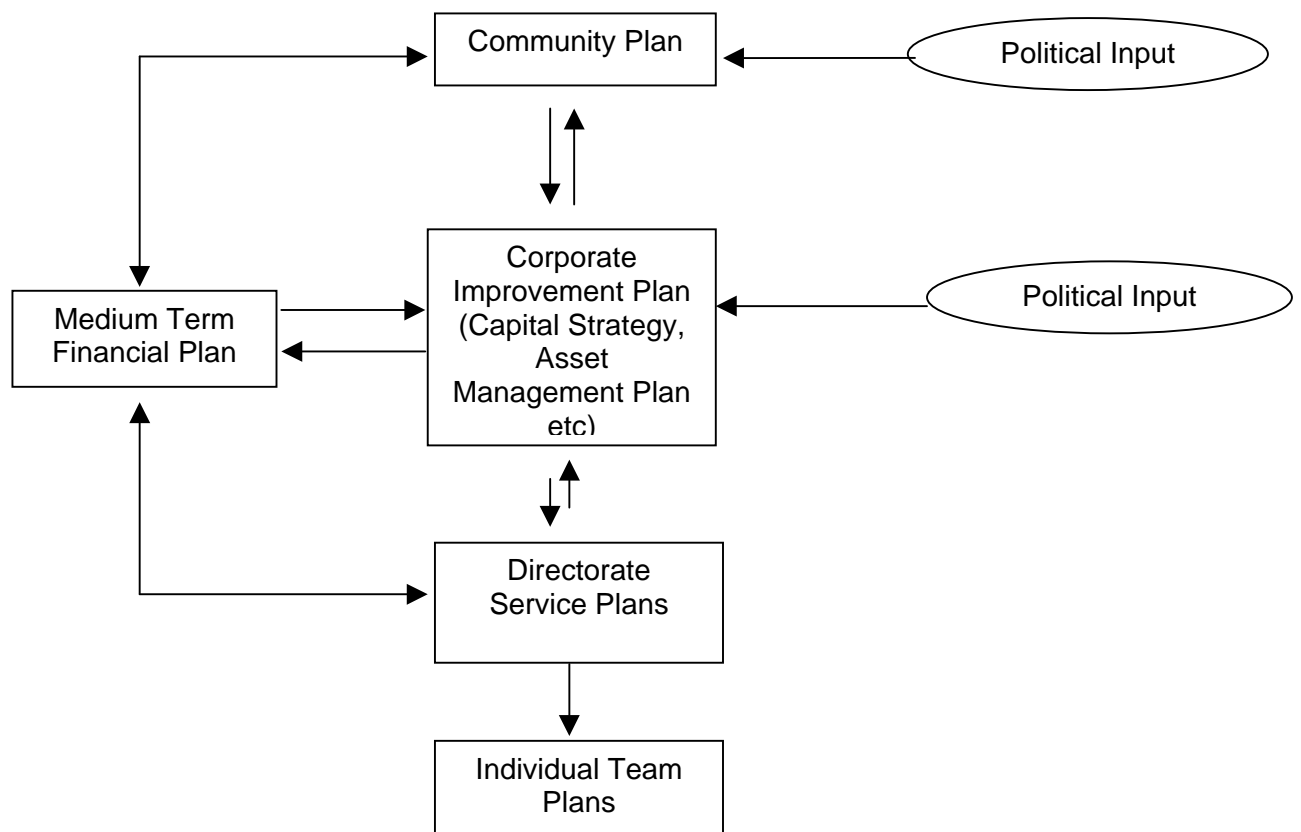 Community Plan
Political Input
Corporate
Improvement Plan
(Capital Strategy,
Asset
Management Plan
etc)
Political Input
Medium Term
Financial Plan
Directorate
Service Plans
Individual Team
Plans